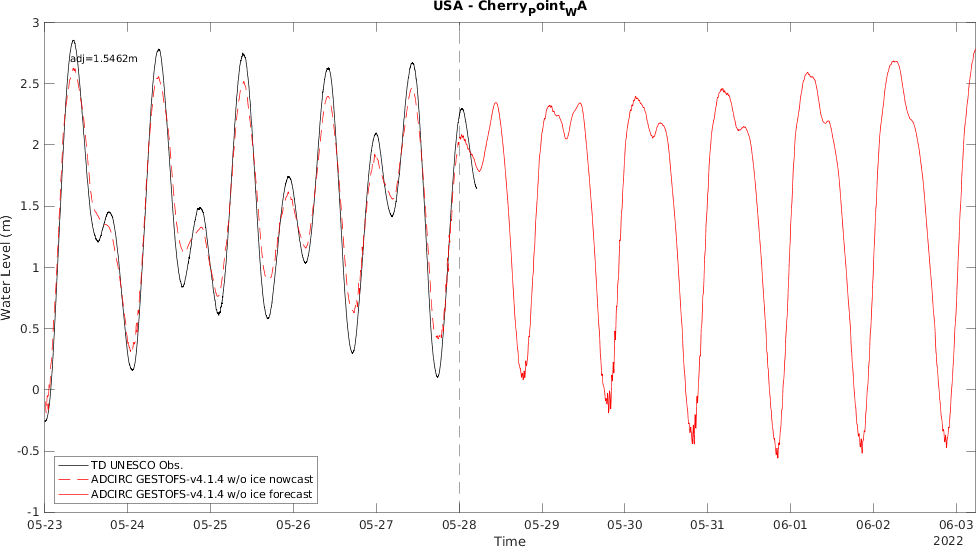 USA - CherryPointWA
3
adj=1.5462m
2.5
2
1.5
1
0.5
0
-0.5
-1
Water Level (m)
TD UNESCO Obs.
ADCIRC GESTOFS-v4.1.4 w/o ice nowcast
ADCIRC GESTOFS-v4.1.4 w/o ice forecast
05-23 05-24 05-25 05-26 05-27 05-28 05-29 05-30 05-31 06-01 06-02 06-03
Time 2022